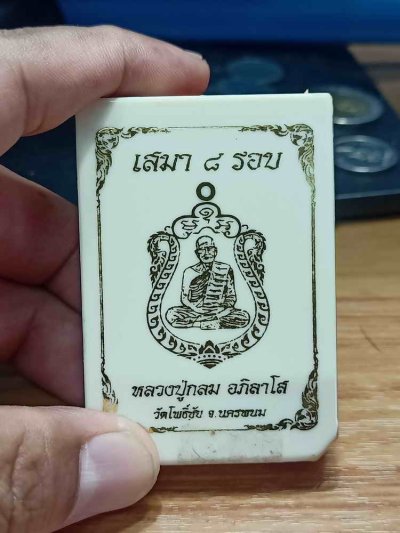 เสมา ๘ รอบ
หลวงปู่กลม อภิลาโส
วัดโพธิ์ชัย จ.นครพนม